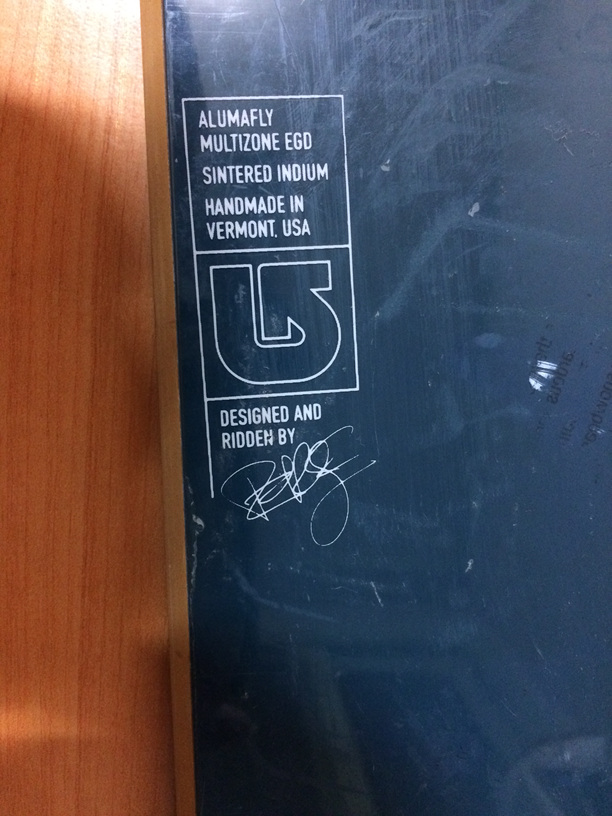 ALUMAFLY
MULTIZONE EGD
SINTERED INDIUM
HANDMADE IN
VERMONT, USA
DESIGNED AND
RIDDEN BY